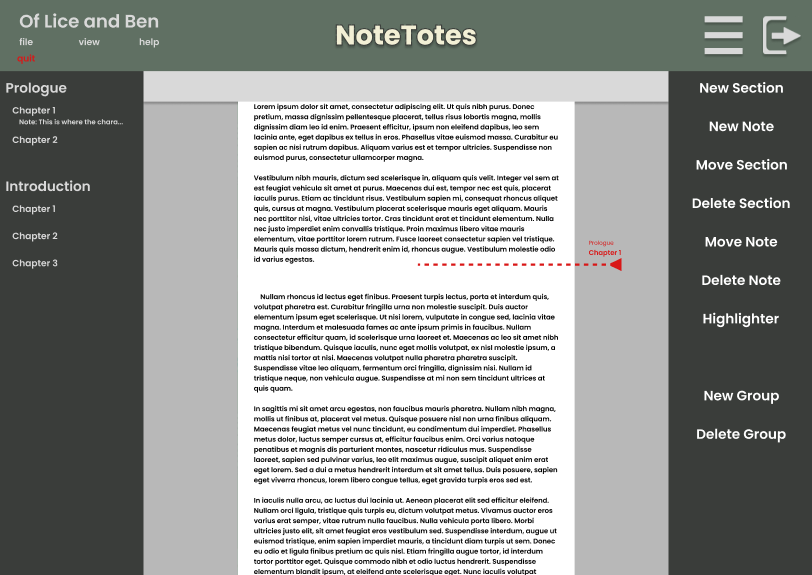 Of Lice and Ben
file
view
help
quit
NoteTotes
Prologue
Chapter 1
Note: This is where the chara...
Chapter 2
Introduction
Chapter 1
Chapter 2
Chapter 3
Lorem ipsum dolor sit amet, consectetur adipiscing elit. Ut quis nibh purus. Donec
pretium, massa dignissim pellentesque placerat, tellus risus lobortis magna, mollis
dignissim diam leo id enim. Praesent efficitur, ipsum non eleifend dapibus, leo sem
lacinia ante, eget dapibus ex tellus in eros. Phasellus vitae euismod massa. Curabitur eu
sapien ac nisi rutrum dapibus. Aliquam varius est et tempor ultricies. Suspendisse non
euismod purus, consectetur ullamcorper magna.
Vestibulum nibh mauris, dictum sed scelerisque in, aliquam quis velit. Integer vel sem at
est feugiat vehicula sit amet at purus. Maecenas dui est, tempor nec est quis, placerat
iaculis purus. Etiam ac tincidunt risus. Vestibulum sapien mi, consequat rhoncus aliquet
quis, cursus at magna. Vestibulum placerat scelerisque mauris eget aliquam. Mauris
nec porttitor nisi, vitae ultricies tortor. Cras tincidunt erat et tincidunt elementum. Nulla
nec justo imperdiet enim convallis tristique. Proin maximus libero vitae mauris
elementum, vitae porttitor lorem rutrum. Fusce laoreet consectetur sapien vel tristique.
Mauris quis massa dictum, hendrerit enim id, rhoncus augue. Vestibulum molestie odio
id varius egestas.
Prologue
Chapter 1
Nullam rhoncus id lectus eget finibus. Praesent turpis lectus, porta et interdum quis,
volutpat pharetra est. Curabitur fringilla urna non molestie suscipit. Duis auctor
elementum ipsum eget scelerisque. Ut nisi lorem, vulputate in congue sed, lacinia vitae
magna. Interdum et malesuada fames ac ante ipsum primis in faucibus. Nullam
consectetur efficitur quam, id scelerisque urna laoreet et. Maecenas ac leo sit amet nibh
tristique bibendum. Quisque iaculis, nunc eget mollis volutpat, ex nisl molestie ipsum, a
mattis nisi tortor at nisi. Maecenas volutpat nulla pharetra pharetra suscipit.
Suspendisse vitae leo aliquam, fermentum orci fringilla, dignissim nisi. Nullam id
tristique neque, non vehicula augue. Suspendisse at mi non sem tincidunt ultrices at
quis quam.
In sagittis mi sit amet arcu egestas, non faucibus mauris pharetra. Nullam nibh magna,
mollis ut finibus at, placerat vel metus. Quisque posuere nisl non urna finibus aliquam.
Maecenas feugiat metus vel nunc tincidunt, eu condimentum dui imperdiet. Phasellus
metus dolor, luctus semper cursus at, efficitur faucibus enim. Orci varius natoque
penatibus et magnis dis parturient montes, nascetur ridiculus mus. Suspendisse
laoreet, sapien sed pulvinar varius, leo elit maximus augue, suscipit aliquet enim erat
eget lorem. Sed a dui a metus hendrerit interdum et sit amet tellus. Duis posuere, sapien
eget viverra rhoncus, lorem libero congue tellus, eget gravida turpis eros sed est.
In iaculis nulla arcu, ac luctus dui lacinia ut. Aenean placerat elit sed efficitur eleifend.
Nullam orci ligula, tristique quis turpis eu, dictum volutpat metus. Vivamus auctor eros
varius erat semper, vitae rutrum nulla faucibus. Nulla vehicula porta libero. Morbi
ultricies justo elit, sit amet feugiat eros vestibulum sed. Suspendisse interdum, augue ut
euismod tristique, enim sapien imperdiet mauris, a tincidunt diam turpis ut sem. Donec
eu odio et ligula finibus pretium ac quis nisl. Etiam fringilla augue tortor, id interdum
tortor porttitor eget. Quisque commodo nibh et odio luctus feugiat. Suspendisse
elementum blandit ipsum, at eleifend ante scelerisque eget. Mauris quis volutpat
New Section
New Note
Move Section
Delete Section
Move Note
Delete Note
Highlighter
New Group
Delete Group